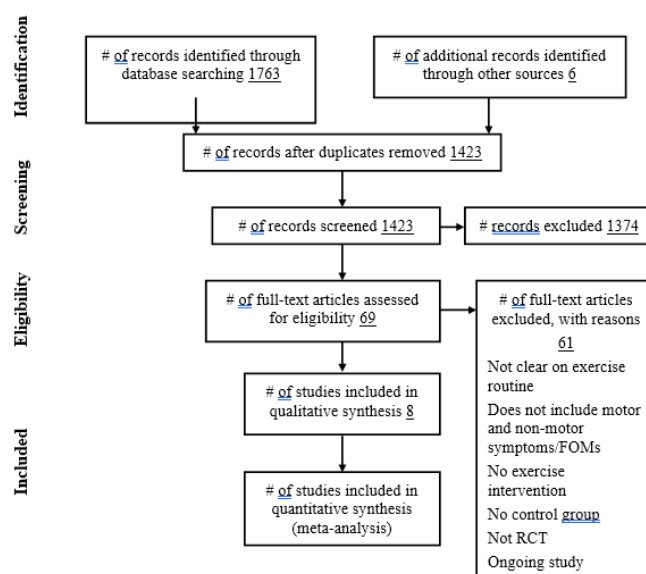 Identification
# of records identified through
database searching 1763
# of additional records identified
through other sources 6
# of records after duplicates removed 1423
Screening
# of records screened 1423
# records excluded 1374
Eligibility
# of full-text articles assessed
for eligibility 69
# of full-text articles
excluded, with reasons
61
Not clear on exercise
routine
Does not include motor
and non-motor
symptoms/FOMs
No exercise
intervention
No control group
Not RCT
Ongoing study
Included
# of studies included in
qualitative synthesis 8
# of studies included in
quantitative synthesis
(meta-analysis)